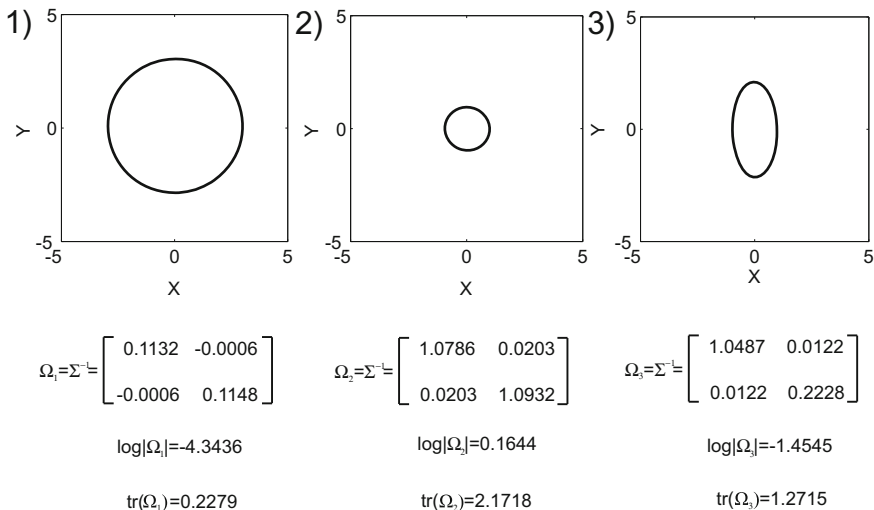 1)
5
Y
0
-5
-5
0
5
X
2)
5
Y
0
-5
-5
0
5
X
3)
5
Y
0
-5
-5
0
5
X
Ω₁=Σ⁻¹=
0.1132 -0.0006
-0.0006 0.1148
log|Ω₁|=-4.3436
tr(Ω₁)=0.2279
Ω₂=Σ⁻¹=
1.0786 0.0203
0.0203 1.0932
log|Ω₂|=0.1644
tr(Ω₂)=2.1718
Ω₃=Σ⁻¹=
1.0487 0.0122
0.0122 0.2228
log|Ω₃|=-1.4545
tr(Ω₃)=1.2715